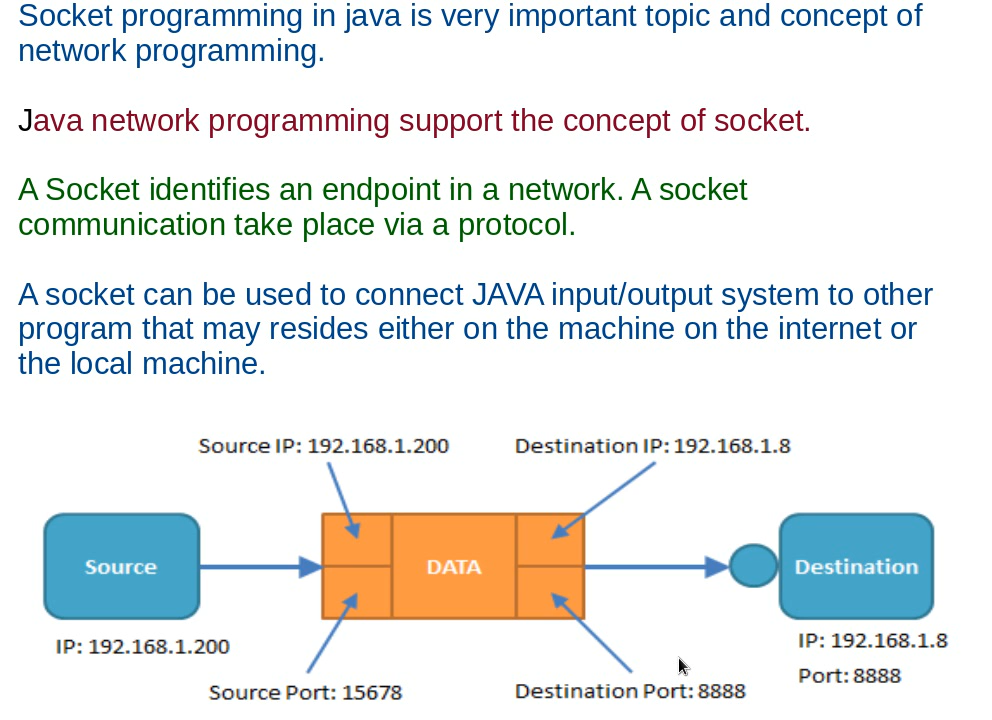 Socket programming in java is very important topic and concept of
network programming.
Java network programming support the concept of socket.
A Socket identifies an endpoint in a network. A socket
communication take place via a protocol.
A socket can be used to connect JAVA input/output system to other
program that may resides either on the machine on the internet or
the local machine.
Source IP: 192.168.1.200
Destination IP: 192.168.1.8
Source
DATA
Destination
IP: 192.168.1.200
IP: 192.168.1.8
Port: 8888
Source Port: 15678
Destination Port: 8888